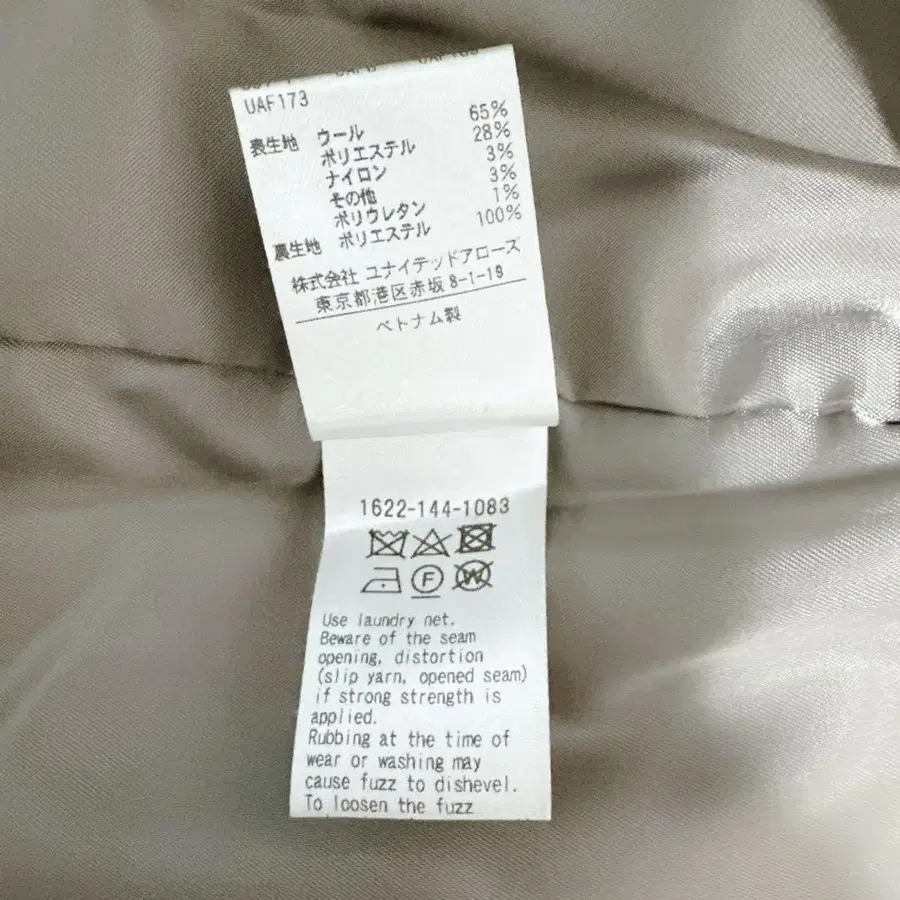 UAF173
表生地 ウール 65%
ポリエステル 28%
ナイロン 3%
その他 3%
ポリウレタン 1%
裏生地 ポリエステル 100%
株式会社 ユナイテッドアローズ
東京都港区赤坂 8-1-19
ベトナム製
1622-144-1083
F
W
Use laundry net.
Beware of the seam
opening, distortion
(slip yarn, opened seam)
if strong strength is
applied.
Rubbing at the time of
wear or washing may
cause fuzz to dishevel.
To loosen the fuzz